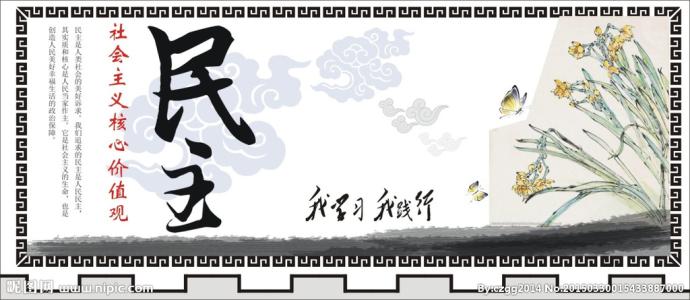 民主
社会主义核心价值观
民主是人类社会的美好诉求，我们追求的民主是人民民主，
其实质和核心是人民当家作主，它是社会主义的生命，也是
创造人民美好幸福生活的政治保障。
我学习 我践行
昵图网 www.nipic.com
By:czgg2014 No.20150330015433887000